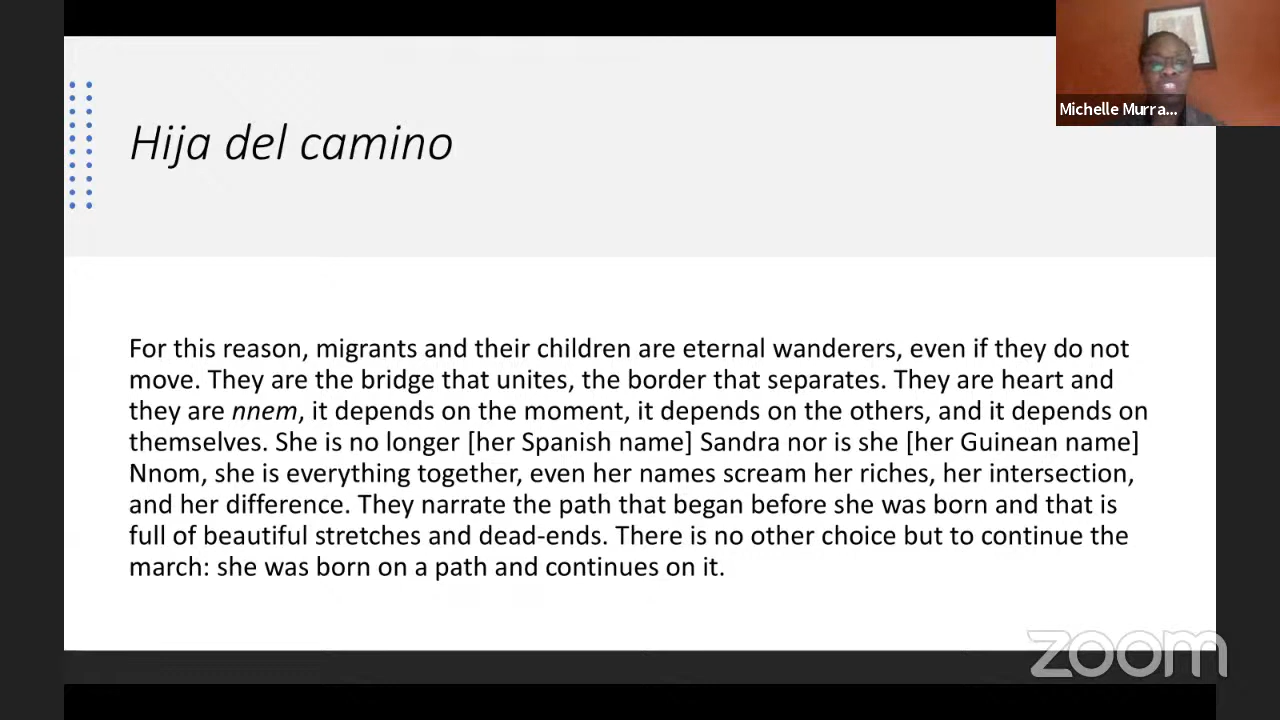 Michelle Murra...
Hija del camino
For this reason, migrants and their children are eternal wanderers, even if they do not
move. They are the bridge that unites, the border that separates. They are heart and
they are nnem, it depends on the moment, it depends on the others, and it depends on
themselves. She is no longer [her Spanish name] Sandra nor is she [her Guinean name]
Nnom, she is everything together, even her names scream her riches, her intersection,
and her difference. They narrate the path that began before she was born and that is
full of beautiful stretches and dead-ends. There is no other choice but to continue the
march: she was born on a path and continues on it.
zoom